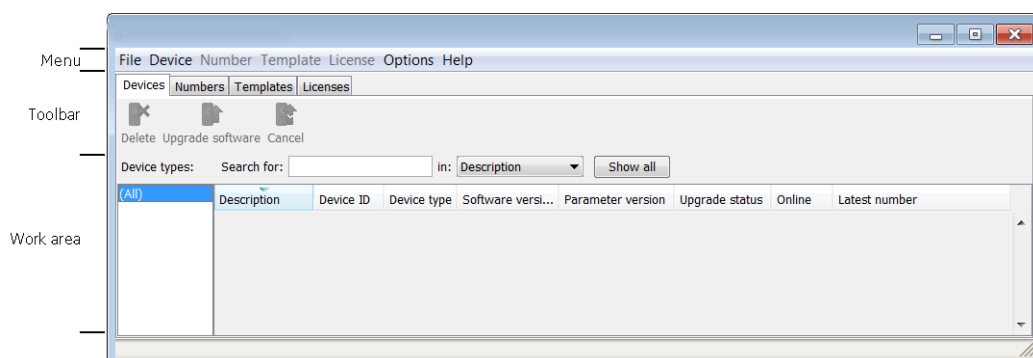 Menu
File Device Number Template License Options Help
Devices Numbers Templates Licenses
Toolbar
Delete Upgrade software Cancel
Device types: Search for: in: Description Show all
(All)
Description Device ID Device type Software versi... Parameter version Upgrade status Online Latest number
Work area